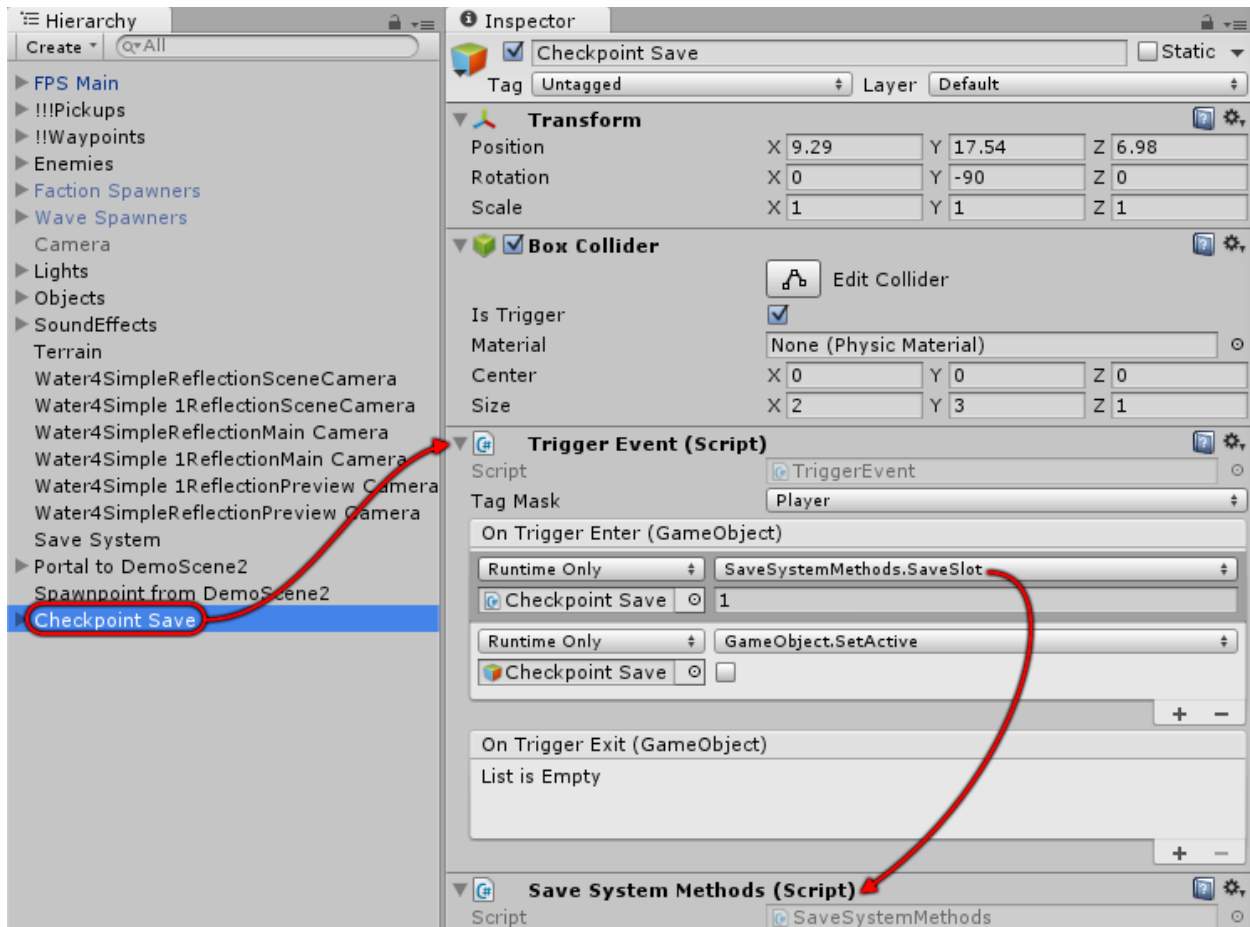 Hierarchy
Create
All
FPS Main
!!!Pickups
!!Waypoints
Enemies
Faction Spawners
Wave Spawners
Camera
Lights
Objects
SoundEffects
Terrain
Water4SimpleReflectionSceneCamera
Water4Simple 1ReflectionSceneCamera
Water4SimpleReflectionMain Camera
Water4Simple 1ReflectionMain Camera
Water4Simple 1ReflectionPreview Camera
Water4SimpleReflectionPreview Camera
Save System
Portal to DemoScene2
Spawnpoint from DemoScene2
Checkpoint Save
Inspector
Checkpoint Save Static
Tag Untagged Layer Default
Transform
Position X 9.29 Y 17.54 Z 6.98
Rotation X 0 Y -90 Z 0
Scale X 1 Y 1 Z 1
Box Collider
Edit Collider
Is Trigger
Material None (Physic Material)
Center X 0 Y 0 Z 0
Size X 2 Y 3 Z 1
Trigger Event (Script)
Script TriggerEvent
Tag Mask Player
On Trigger Enter (GameObject)
Runtime Only SaveSystemMethods.SaveSlot
Checkpoint Save 1
Runtime Only GameObject.SetActive
Checkpoint Save
+ −
On Trigger Exit (GameObject)
List is Empty
+ −
Save System Methods (Script)
Script SaveSystemMethods